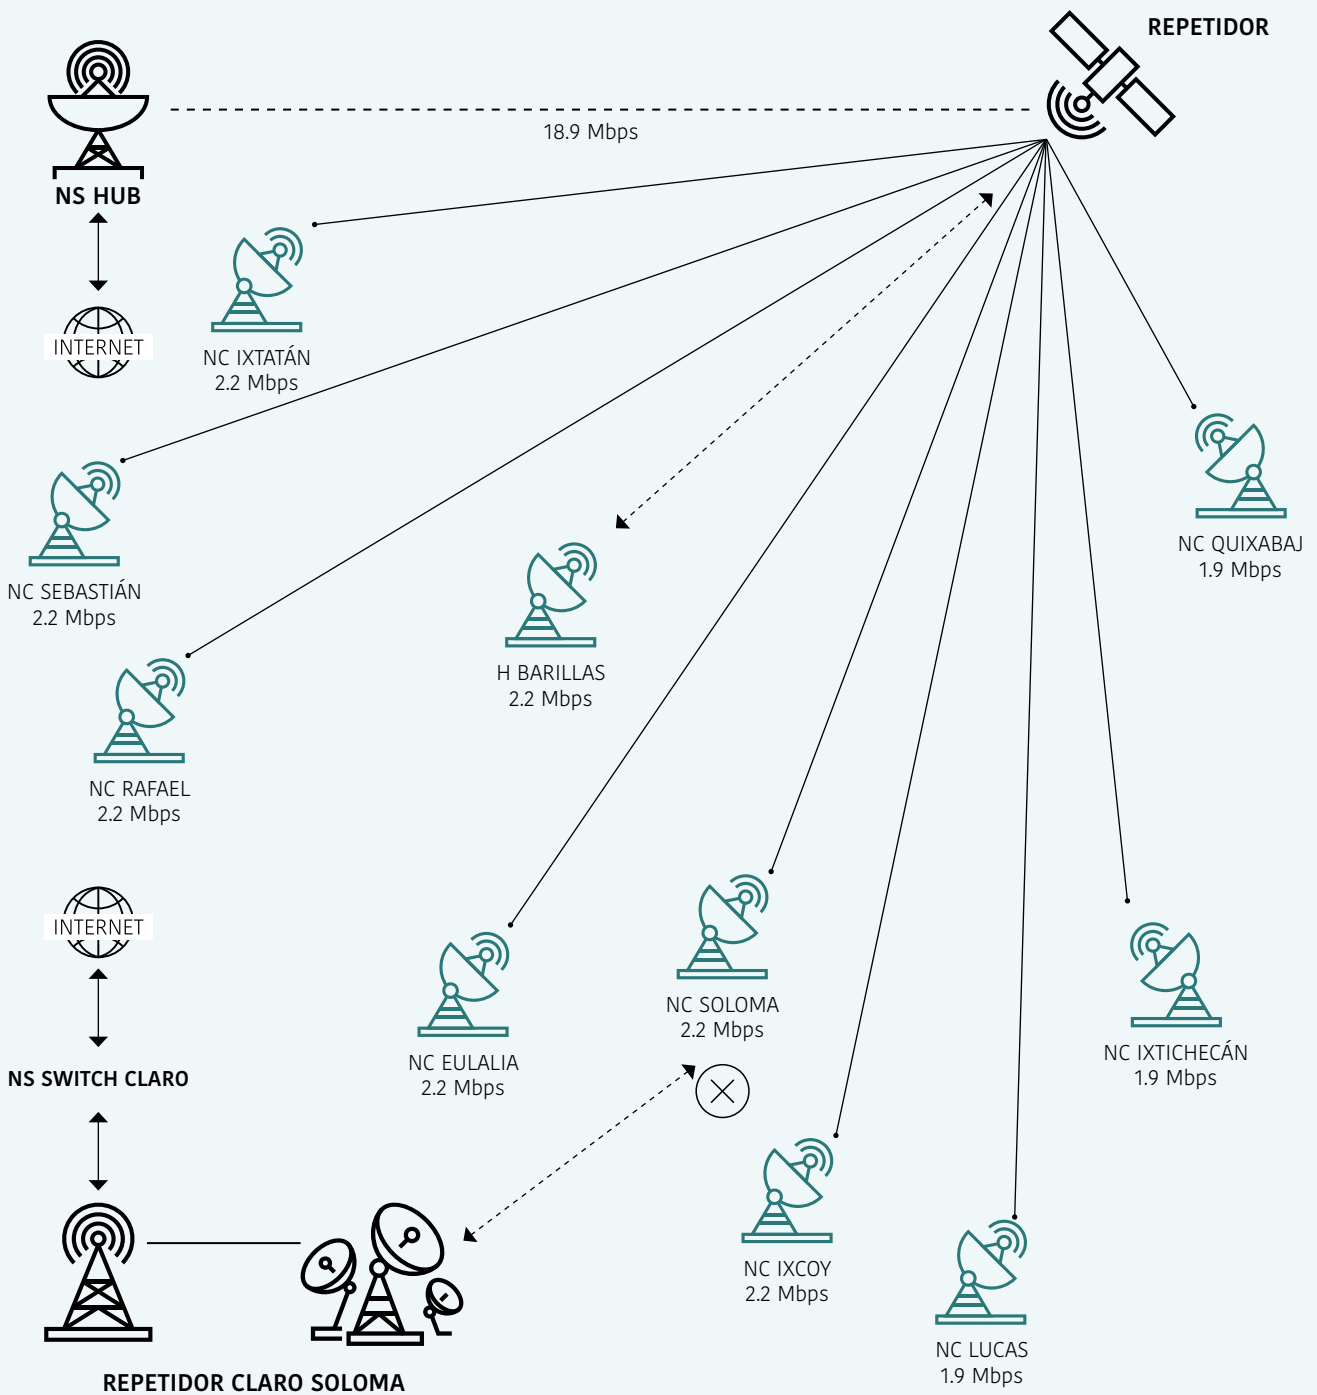 REPETIDOR
18.9 Mbps
NS HUB
INTERNET
NC IXTATÁN
2.2 Mbps
NC SEBASTIÁN
2.2 Mbps
NC QUIXABAJ
1.9 Mbps
H BARILLAS
2.2 Mbps
NC RAFAEL
2.2 Mbps
INTERNET
NC SOLOMA
2.2 Mbps
NC EULALIA
2.2 Mbps
NC IXTICHECÁN
1.9 Mbps
NS SWITCH CLARO
NC IXCOY
2.2 Mbps
NC LUCAS
1.9 Mbps
REPETIDOR CLARO SOLOMA